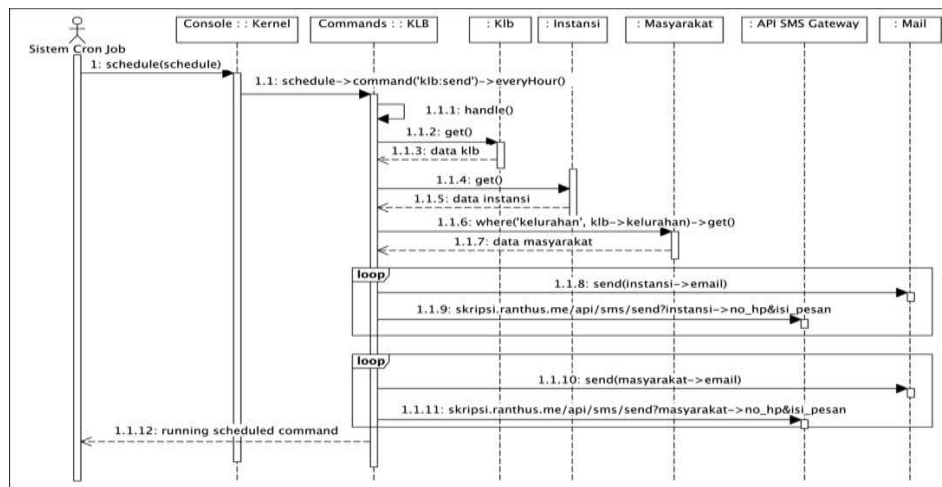 Console : : Kernel
Commands : : KLB
: Klb
: Instansi
: Masyarakat
: API SMS Gateway
: Mail
Sistem Cron Job
1: schedule(schedule)
1.1: schedule->command('klb:send')->everyHour()
1.1.1: handle()
1.1.2: get()
1.1.3: data klb
1.1.4: get()
1.1.5: data instansi
1.1.6: where('kelurahan', klb->kelurahan)->get()
1.1.7: data masyarakat
loop
1.1.8: send(instansi->email)
1.1.9: skripsi.ranthus.me/api/sms/send?instansi->no_hp&isi_pesan
loop
1.1.10: send(masyarakat->email)
1.1.11: skripsi.ranthus.me/api/sms/send?masyarakat->no_hp&isi_pesan
1.1.12: running scheduled command